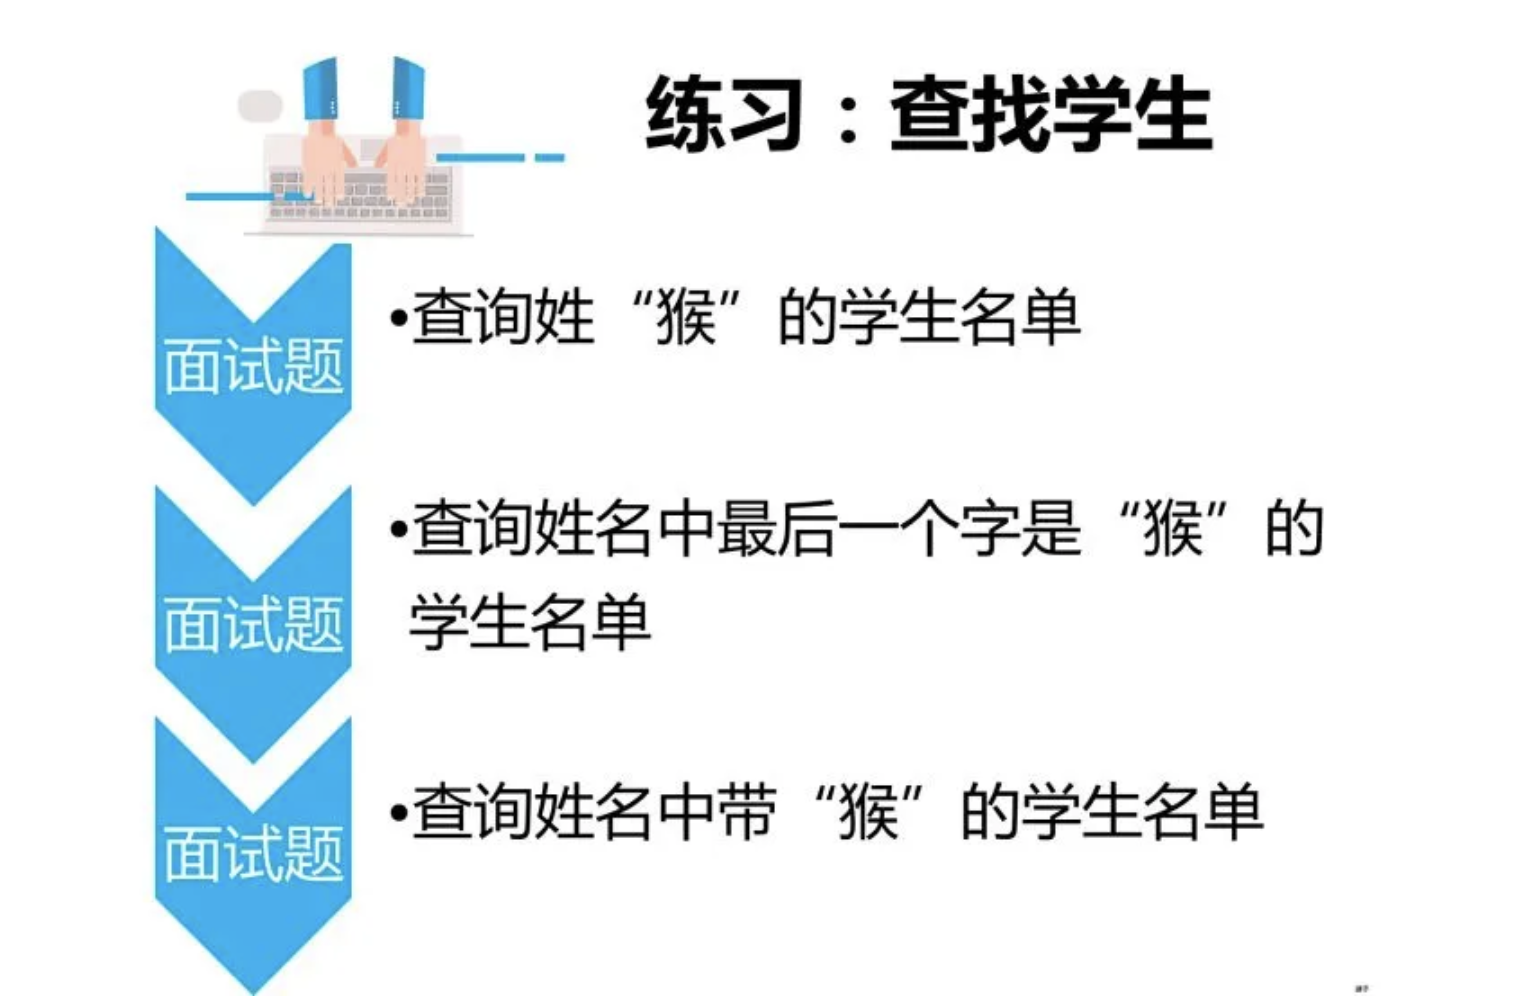 练习：查找学生
面试题
•查询姓“猴”的学生名单
面试题
•查询姓名中最后一个字是“猴”的
学生名单
面试题
•查询姓名中带“猴”的学生名单